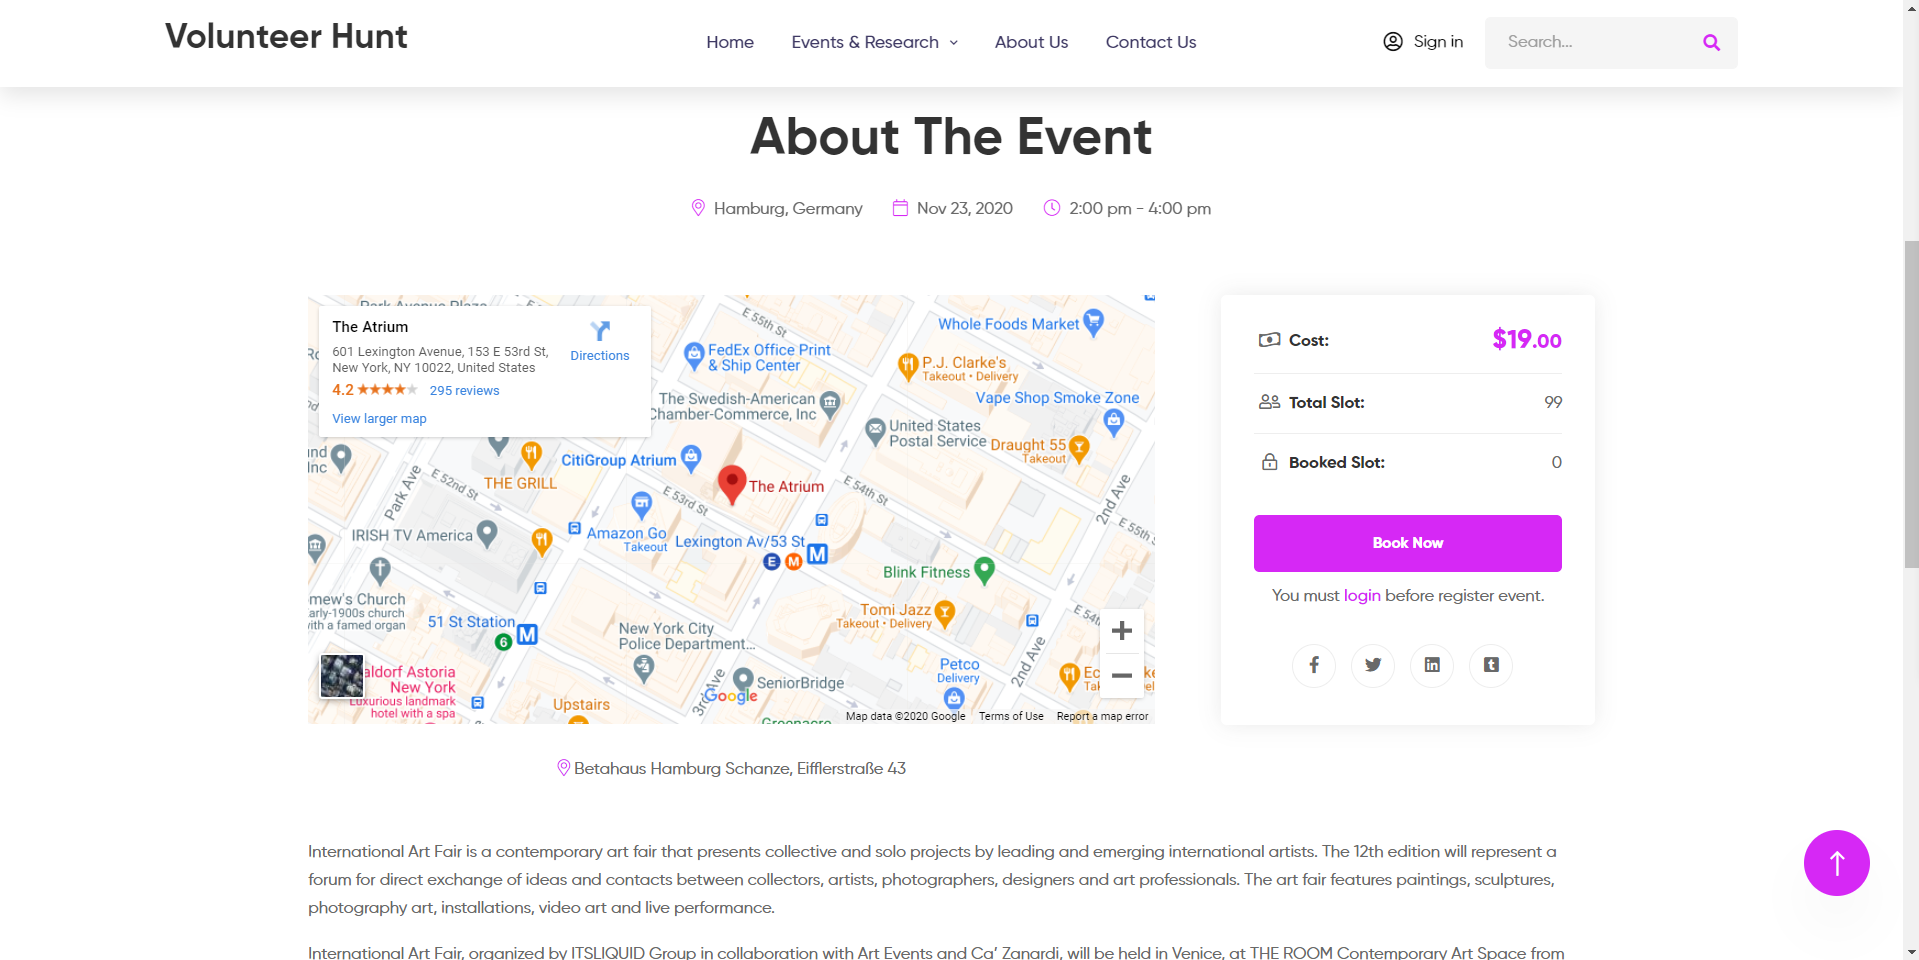 Volunteer Hunt
Home
Events & Research
About Us
Contact Us
Sign in
Search...
About The Event
Hamburg, Germany
Nov 23, 2020
2:00 pm - 4:00 pm
The Atrium
601 Lexington Avenue, 153 E 53rd St,
New York, NY 10022, United States
4.2
295 reviews
View larger map
Directions
E 55th St
Whole Foods Market
FedEx Office Print
& Ship Center
P.J. Clarke's
Takeout • Delivery
The Swedish-American
Chamber-Commerce, Inc
Vape Shop Smoke Zone
United States
Postal Service
Draught 55
Takeout
Inc
CitiGroup Atrium
THE GRILL
E 52nd St
Park Ave
The Atrium
E 53rd St
E 54th St
2nd Ave
E 55th St
IRISH TV America
Amazon Go
Takeout
Lexington Av/53 St
E M M
Blink Fitness
mew's Church
arly-1900s church
with a famed organ
51 St Station
6 M
New York City
Police Department...
Tomi Jazz
Takeout • Delivery
E 54th
2nd Ave
aldorf Astoria
New York
Luxurious landmark
hotel with a spa
Upstairs
3rd Ave
Google
SeniorBridge
Petco
Delivery
Greenacre
Map data ©2020 Google
Terms of Use
Report a map error
Cost:
$19.00
Total Slot:
99
Booked Slot:
0
Book Now
You must login before register event.
Betahaus Hamburg Schanze, Eifflerstraße 43
International Art Fair is a contemporary art fair that presents collective and solo projects by leading and emerging international artists. The 12th edition will represent a
forum for direct exchange of ideas and contacts between collectors, artists, photographers, designers and art professionals. The art fair features paintings, sculptures,
photography art, installations, video art and live performance.
International Art Fair, organized by ITSLIQUID Group in collaboration with Art Events and Ca' Zanardi, will be held in Venice, at THE ROOM Contemporary Art Space from